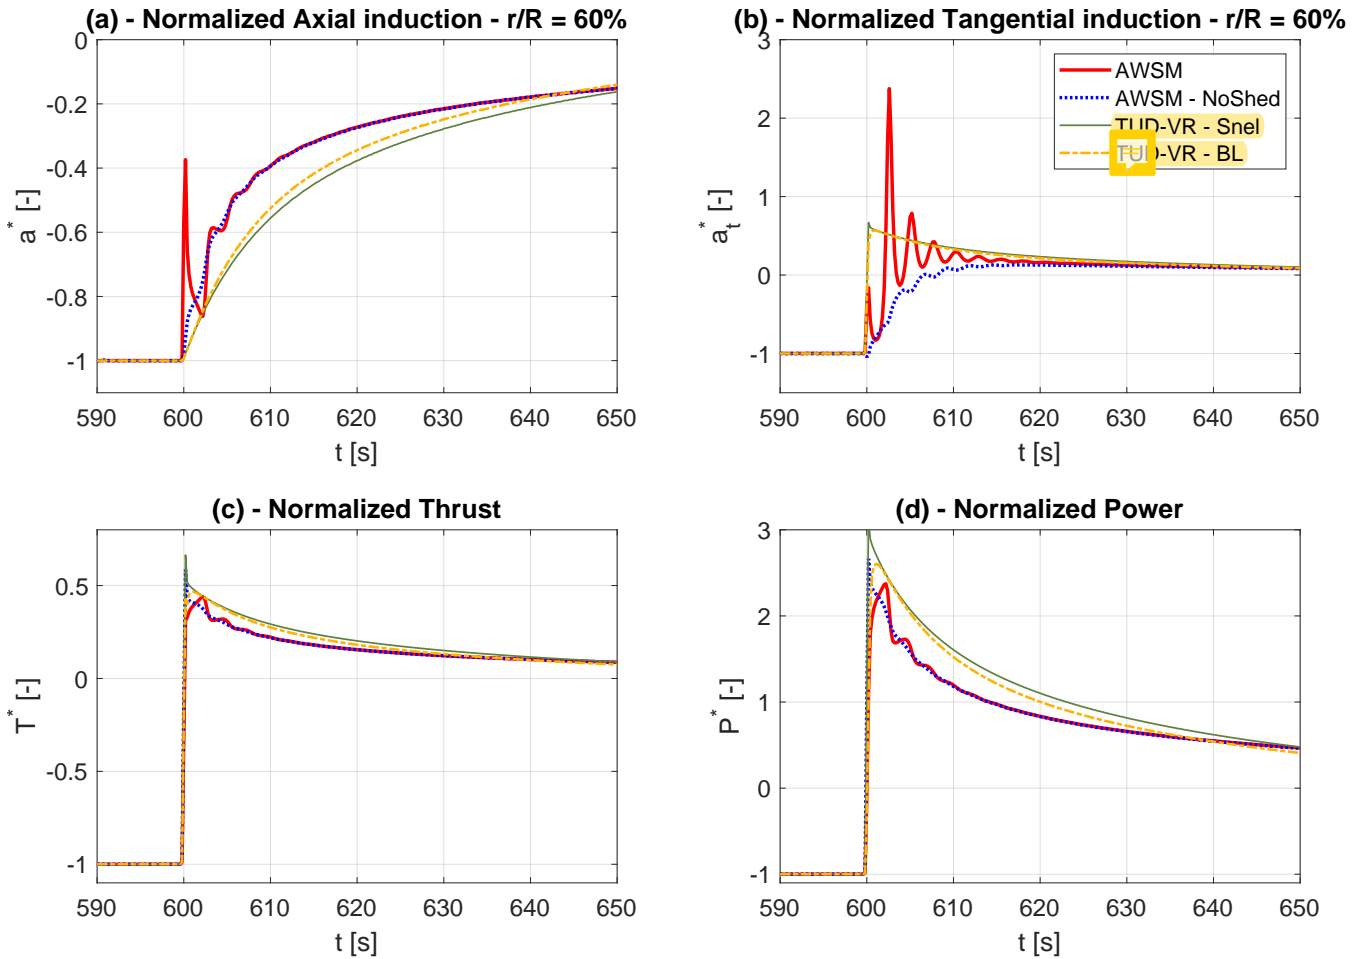 (a) - Normalized Axial induction - r/R = 60%
0
-0.2
-0.4
-0.6
-0.8
-1
a* [-]
590 600 610 620 630 640 650
t [s]
(b) - Normalized Tangential induction - r/R = 60%
3
2
1
0
-1
a_t^* [-]
AWSM
AWSM - NoShed
TUD-VR - Snel
TUD-VR - BL
590 600 610 620 630 640 650
t [s]
(c) - Normalized Thrust
0.5
0
-0.5
-1
T* [-]
590 600 610 620 630 640 650
t [s]
(d) - Normalized Power
3
2
1
0
-1
P* [-]
590 600 610 620 630 640 650
t [s]